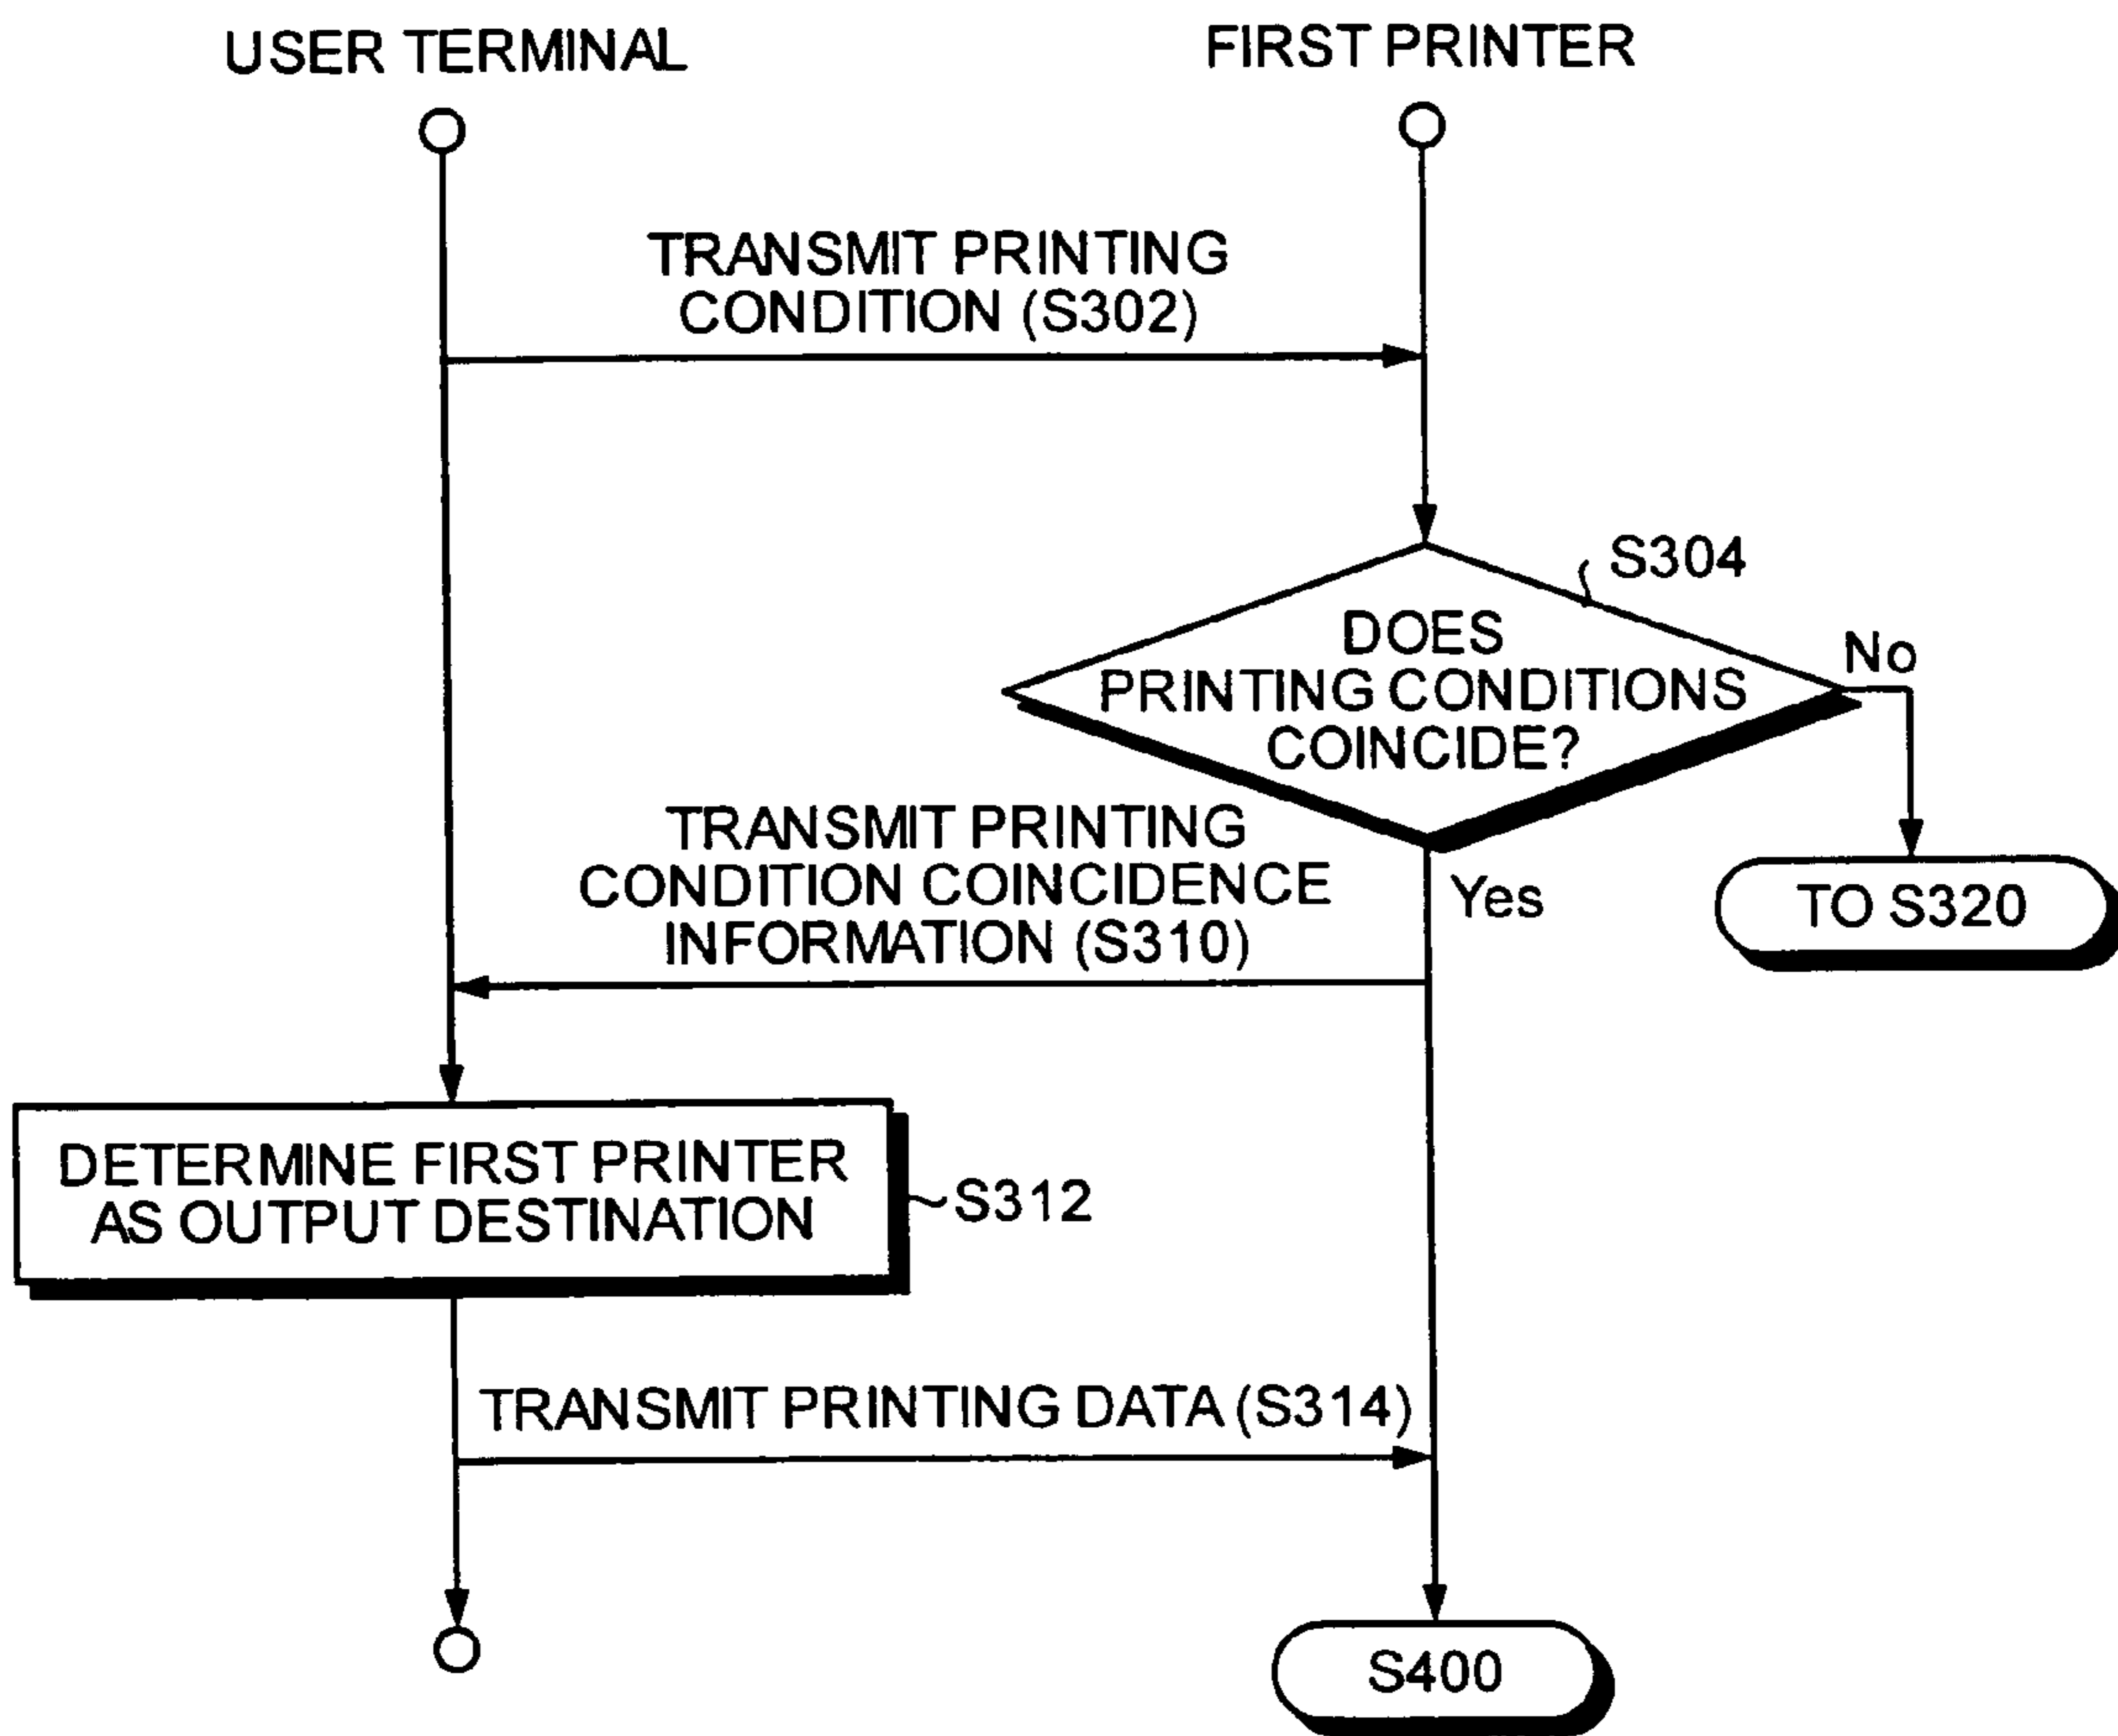 USER TERMINAL
FIRST PRINTER
TRANSMIT PRINTING
CONDITION (S302)
S304
DOES
PRINTING CONDITIONS
COINCIDE?
No
TRANSMIT PRINTING
CONDITION COINCIDENCE
INFORMATION (S310)
Yes
TO S320
DETERMINE FIRST PRINTER
AS OUTPUT DESTINATION
S312
TRANSMIT PRINTING DATA (S314)
S400